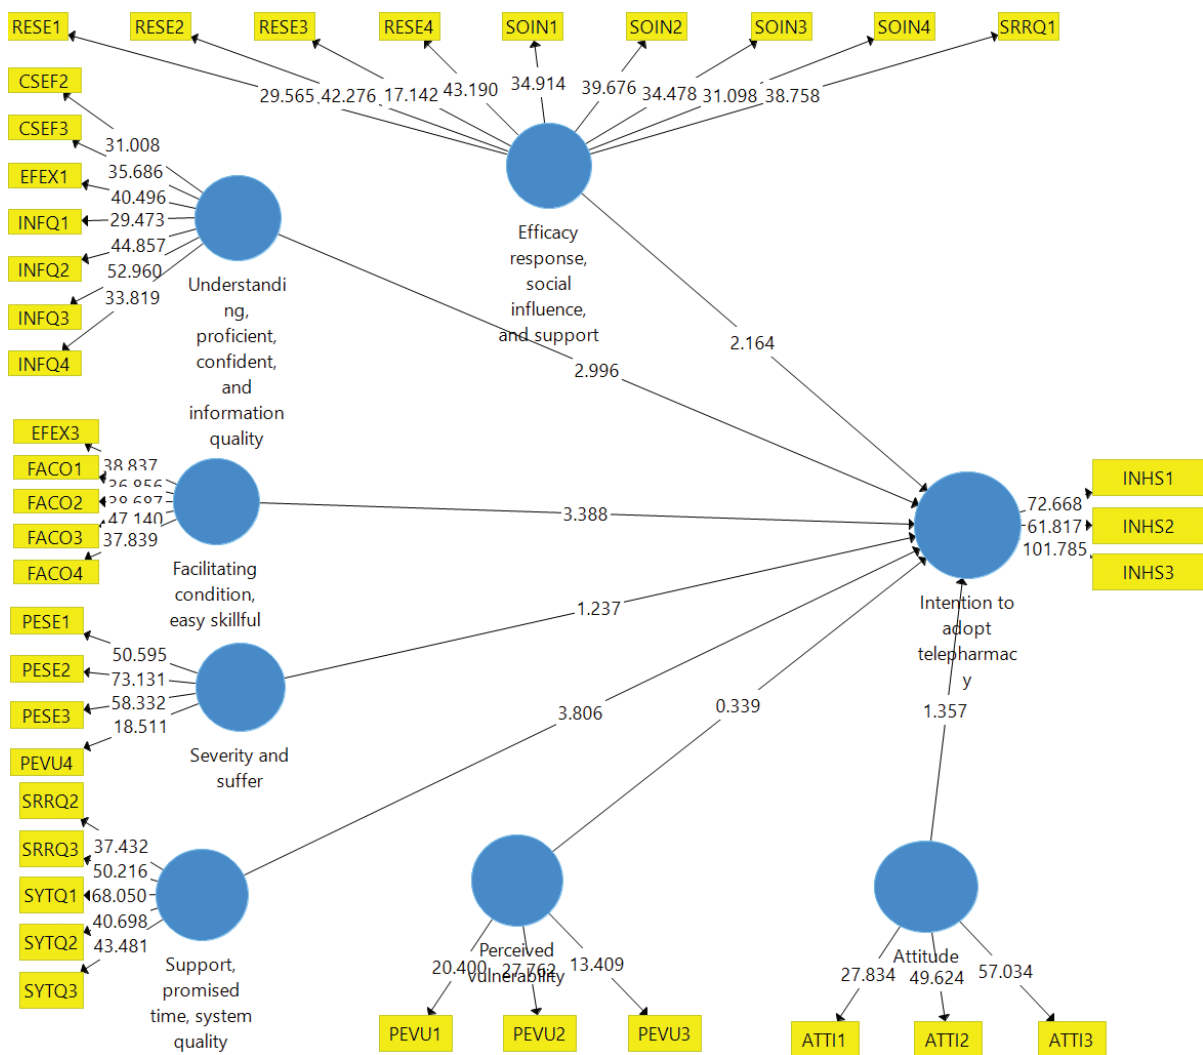 RESE1
RESE2
RESE3
RESE4
SOIN1
SOIN2
SOIN3
SOIN4
SRRQ1
29.565
42.276
17.142
43.190
34.914
39.676
34.478
31.098
38.758
Efficacy
response,
social
influence,
and support
2.164
CSEF2
CSEF3
EFEX1
INFQ1
INFQ2
INFQ3
INFQ4
31.008
35.686
40.496
29.473
44.857
52.960
33.819
Understandi
ng,
proficient,
confident,
and
information
quality
2.996
EFEX3
FACO1
FACO2
FACO3
FACO4
38.837
36.856
38.687
47.140
37.839
Facilitating
condition,
easy skillful
3.388
INHS1
INHS2
INHS3
72.668
61.817
101.785
Intention to
adopt
telepharmac
y
PESE1
PESE2
PESE3
PEVU4
50.595
73.131
58.332
18.511
Severity and
suffer
1.237
SRRQ2
SRRQ3
SYTQ1
SYTQ2
SYTQ3
37.432
50.216
68.050
40.698
43.481
Support,
promised
time, system
quality
3.806
0.339
1.357
Perceived
vulnerability
20.400
27.762
13.409
PEVU1
PEVU2
PEVU3
Attitude
27.834
49.624
57.034
ATTI1
ATTI2
ATTI3